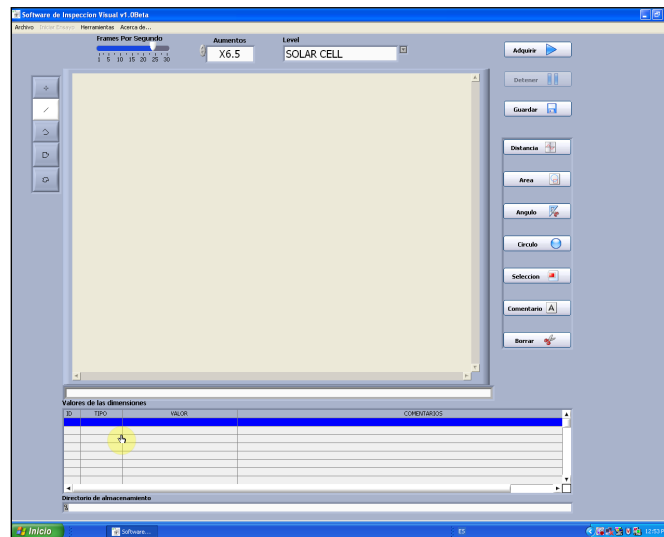 Software de Inspeccion Visual v1.0Beta
Archivo Iniciar Ensayo Herramientas Acerca de...
Frames Por Segundo
1 5 10 15 20 25 30
Aumentos
X6.5
Level
SOLAR CELL
Adquirir
Detener
Guardar
Distancia
Area
Angulo
Circulo
Seleccion
Comentario A
Borrar
Valores de las dimensiones
ID TIPO VALOR COMENTARIOS
Directorio de almacenamiento
Inicio
Software...
ES
12:53